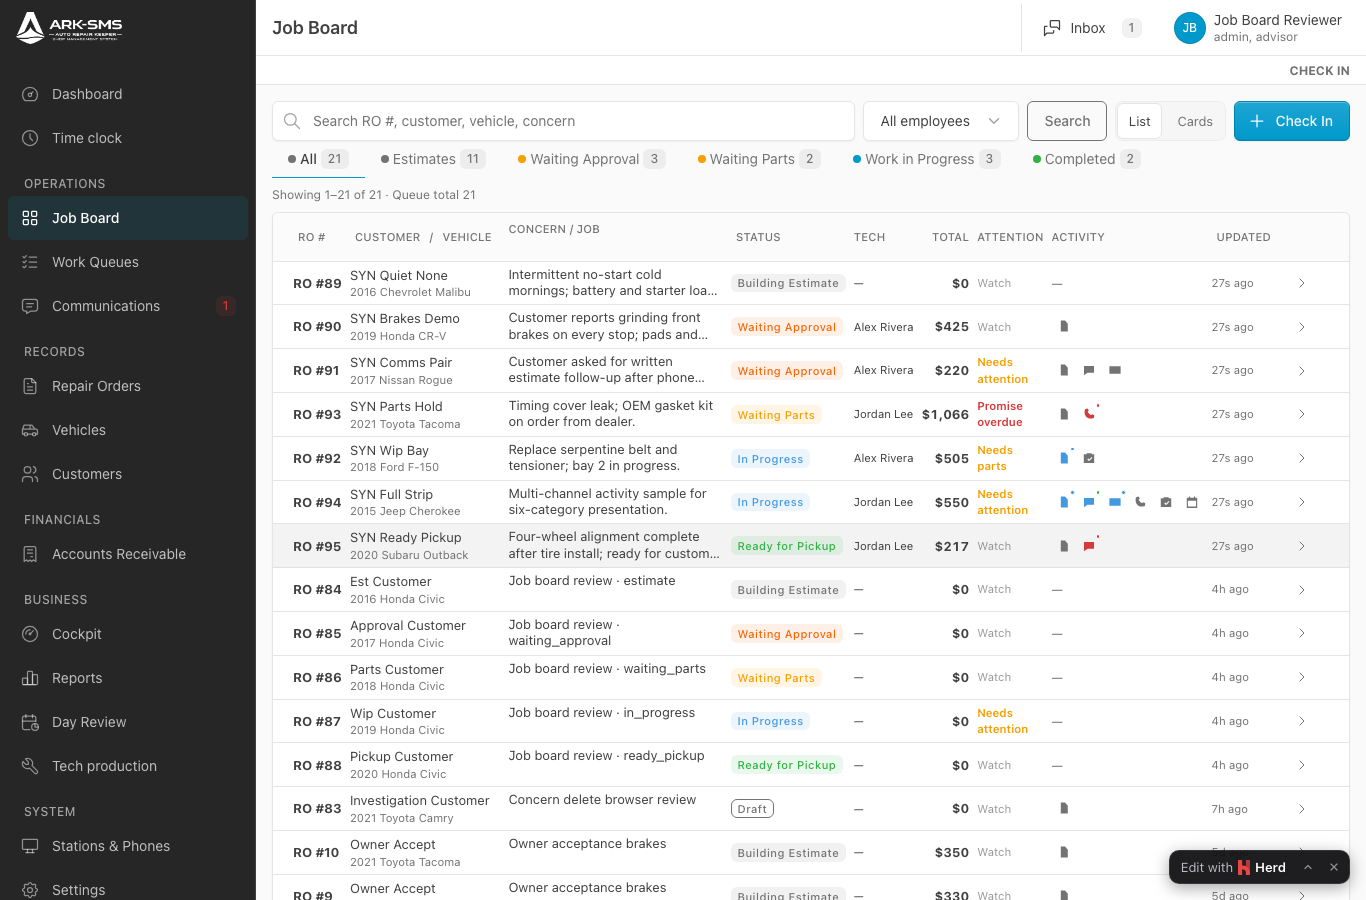 ARK-SMS
AUTO REPAIR KEEPER
SHOP MANAGEMENT SYSTEM
Dashboard
Time clock
OPERATIONS
Job Board
Work Queues
Communications 1
RECORDS
Repair Orders
Vehicles
Customers
FINANCIALS
Accounts Receivable
BUSINESS
Cockpit
Reports
Day Review
Tech production
SYSTEM
Stations & Phones
Settings
Job Board
Inbox 1
JB
Job Board Reviewer
admin, advisor
CHECK IN
Search RO #, customer, vehicle, concern
All employees
Search
List
Cards
Check In
All 21
Estimates 11
Waiting Approval 3
Waiting Parts 2
Work in Progress 3
Completed 2
Showing 1–21 of 21 · Queue total 21
RO # CUSTOMER / VEHICLE CONCERN / JOB STATUS TECH TOTAL ATTENTION ACTIVITY UPDATED
RO #89 SYN Quiet None Intermittent no-start cold Building Estimate — $0 Watch — 27s ago
2016 Chevrolet Malibu mornings; battery and starter loa...
RO #90 SYN Brakes Demo Customer reports grinding front Waiting Approval Alex Rivera $425 Watch 27s ago
2019 Honda CR-V brakes on every stop; pads and...
RO #91 SYN Comms Pair Customer asked for written Waiting Approval Alex Rivera $220 Needs attention 27s ago
2017 Nissan Rogue estimate follow-up after phone...
RO #93 SYN Parts Hold Timing cover leak; OEM gasket kit Waiting Parts Jordan Lee $1,066 Promise overdue 27s ago
2021 Toyota Tacoma on order from dealer.
RO #92 SYN Wip Bay Replace serpentine belt and In Progress Alex Rivera $505 Needs parts 27s ago
2018 Ford F-150 tensioner; bay 2 in progress.
RO #94 SYN Full Strip Multi-channel activity sample for In Progress Jordan Lee $550 Needs attention 27s ago
2015 Jeep Cherokee six-category presentation.
RO #95 SYN Ready Pickup Four-wheel alignment complete Ready for Pickup Jordan Lee $217 Watch 27s ago
2020 Subaru Outback after tire install; ready for custom...
RO #84 Est Customer Job board review · estimate Building Estimate — $0 Watch — 4h ago
2016 Honda Civic
RO #85 Approval Customer Job board review · Waiting Approval — $0 Watch — 4h ago
2017 Honda Civic waiting_approval
RO #86 Parts Customer Job board review · waiting_parts Waiting Parts — $0 Watch — 4h ago
2018 Honda Civic
RO #87 Wip Customer Job board review · in_progress In Progress — $0 Needs attention — 4h ago
2019 Honda Civic
RO #88 Pickup Customer Job board review · ready_pickup Ready for Pickup — $0 Watch — 4h ago
2020 Honda Civic
RO #83 Investigation Customer Concern delete browser review Draft — $0 Watch 7h ago
2021 Toyota Camry
RO #10 Owner Accept Owner acceptance brakes Building Estimate — $350 Watch
2021 Toyota Tacoma
RO #9 Owner Accept Owner acceptance brakes Building Estimate — $330 Watch 5d ago
Edit with Herd